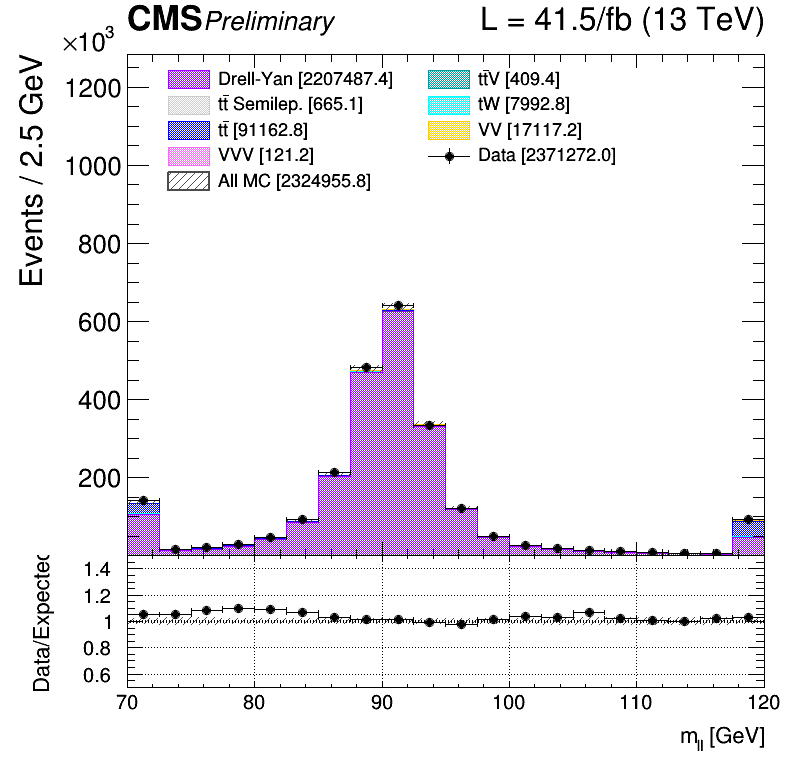 CMS Preliminary L = 41.5/fb (13 TeV)
×10³
Events / 2.5 GeV
1200
1000
800
600
400
200
Drell-Yan [2207487.4]
tt̄ Semilep. [665.1]
tt̄ [91162.8]
VVV [121.2]
All MC [2324955.8]
tt̄V [409.4]
tW [7992.8]
VV [17117.2]
Data [2371272.0]
Data/Expected
1.4
1.2
1
0.8
0.6
70 80 90 100 110 120
m_ll [GeV]